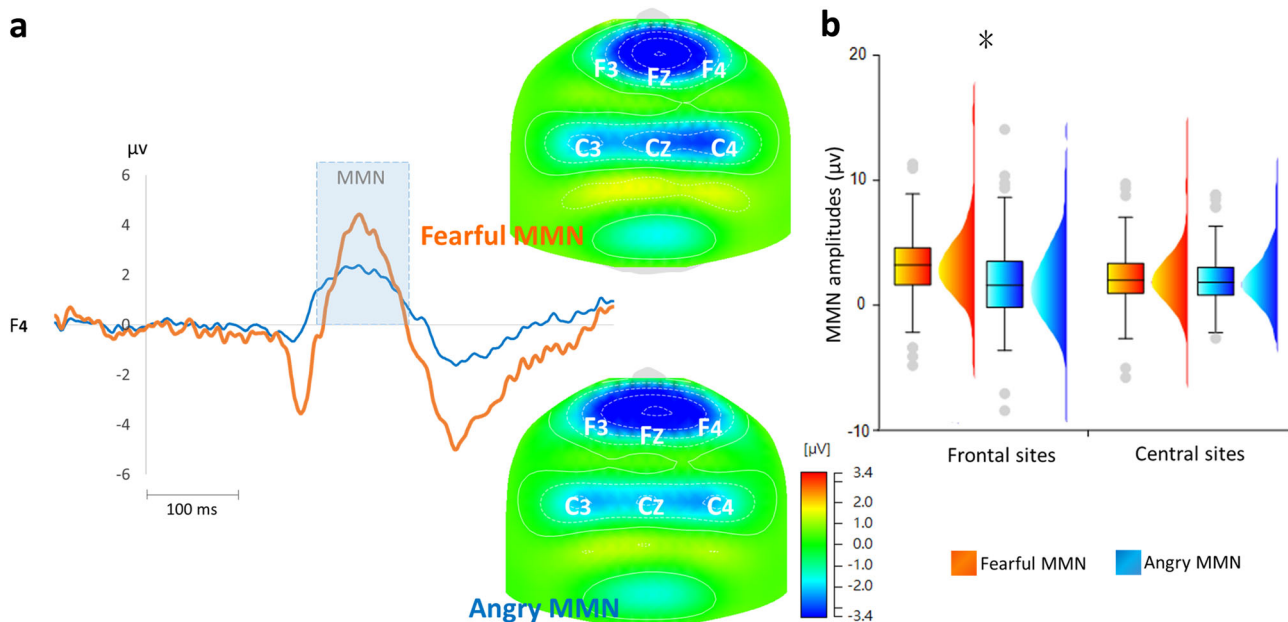 a
μv
6
4
2
0
-2
-4
-6
F4
100 ms
MMN
Fearful MMN
F3 Fz F4
C3 Cz C4
Angry MMN
F3 Fz F4
C3 Cz C4
[μV]
3.4
2.0
1.0
0.0
-1.0
-2.0
-3.4
b
*
MMN amplitudes (μv)
20
10
0
-10
Frontal sites
Central sites
Fearful MMN
Angry MMN